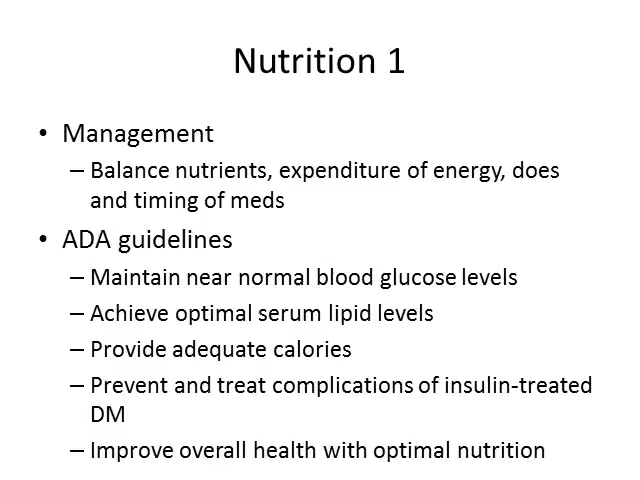 Nutrition 1
• Management
– Balance nutrients, expenditure of energy, does
and timing of meds
• ADA guidelines
– Maintain near normal blood glucose levels
– Achieve optimal serum lipid levels
– Provide adequate calories
– Prevent and treat complications of insulin-treated
DM
– Improve overall health with optimal nutrition